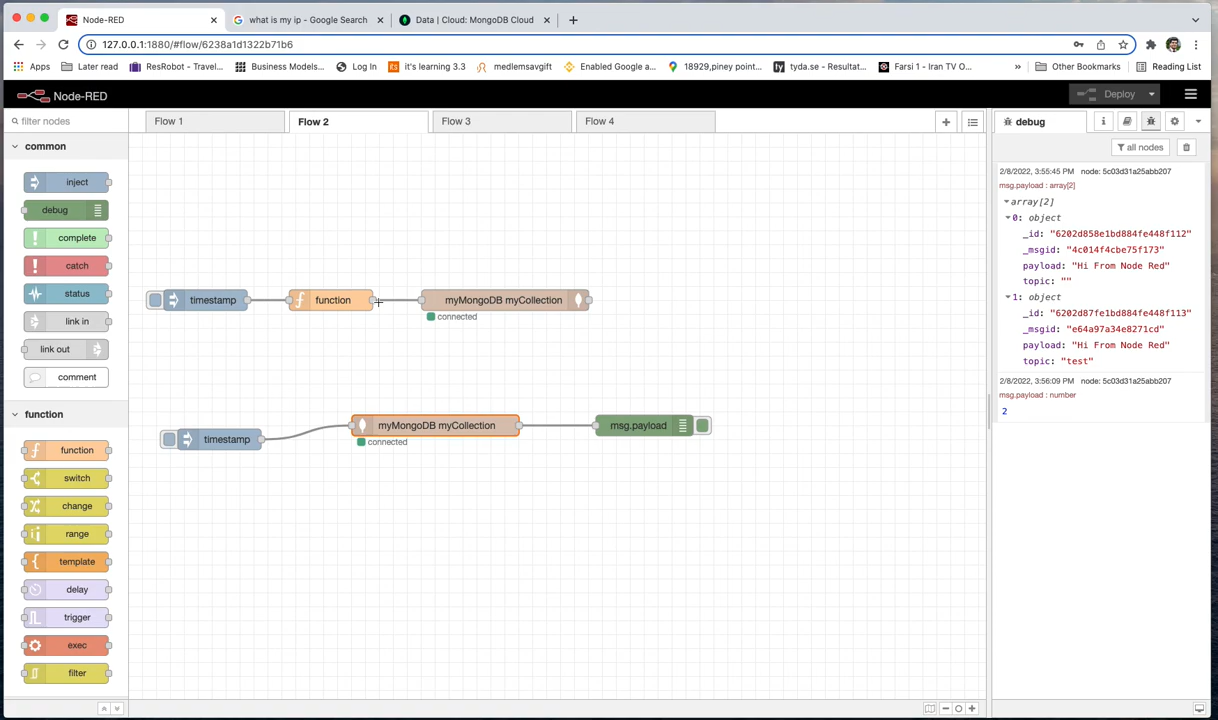 Node-RED
what is my ip - Google Search
Data | Cloud: MongoDB Cloud
127.0.0.1:1880/#flow/6238a1d1322b71b6
Apps
Later read
ResRobot - Travel...
Business Models...
Log In
it's learning 3.3
medlemsavgift
Enabled Google a...
18929,piney point...
tyda.se - Resultat...
Farsi 1 - Iran TV O...
»
Other Bookmarks
Reading List
Node-RED
Deploy
filter nodes
Flow 1
Flow 2
Flow 3
Flow 4
debug
i
all nodes
common
inject
debug
complete
catch
status
link in
link out
comment
function
function
switch
change
range
template
delay
trigger
exec
filter
timestamp
function
myMongoDB myCollection
connected
timestamp
myMongoDB myCollection
connected
msg.payload
2/8/2022, 3:55:45 PM node: 5c03d31a25abb207
msg.payload : array[2]
array[2]
0: object
_id: "6202d858e1bd884fe448f112"
_msgid: "4c014f4cbe75f173"
payload: "Hi From Node Red"
topic: ""
1: object
_id: "6202d87fe1bd884fe448f113"
_msgid: "e64a97a34e8271cd"
payload: "Hi From Node Red"
topic: "test"
2/8/2022, 3:56:09 PM node: 5c03d31a25abb207
msg.payload : number
2